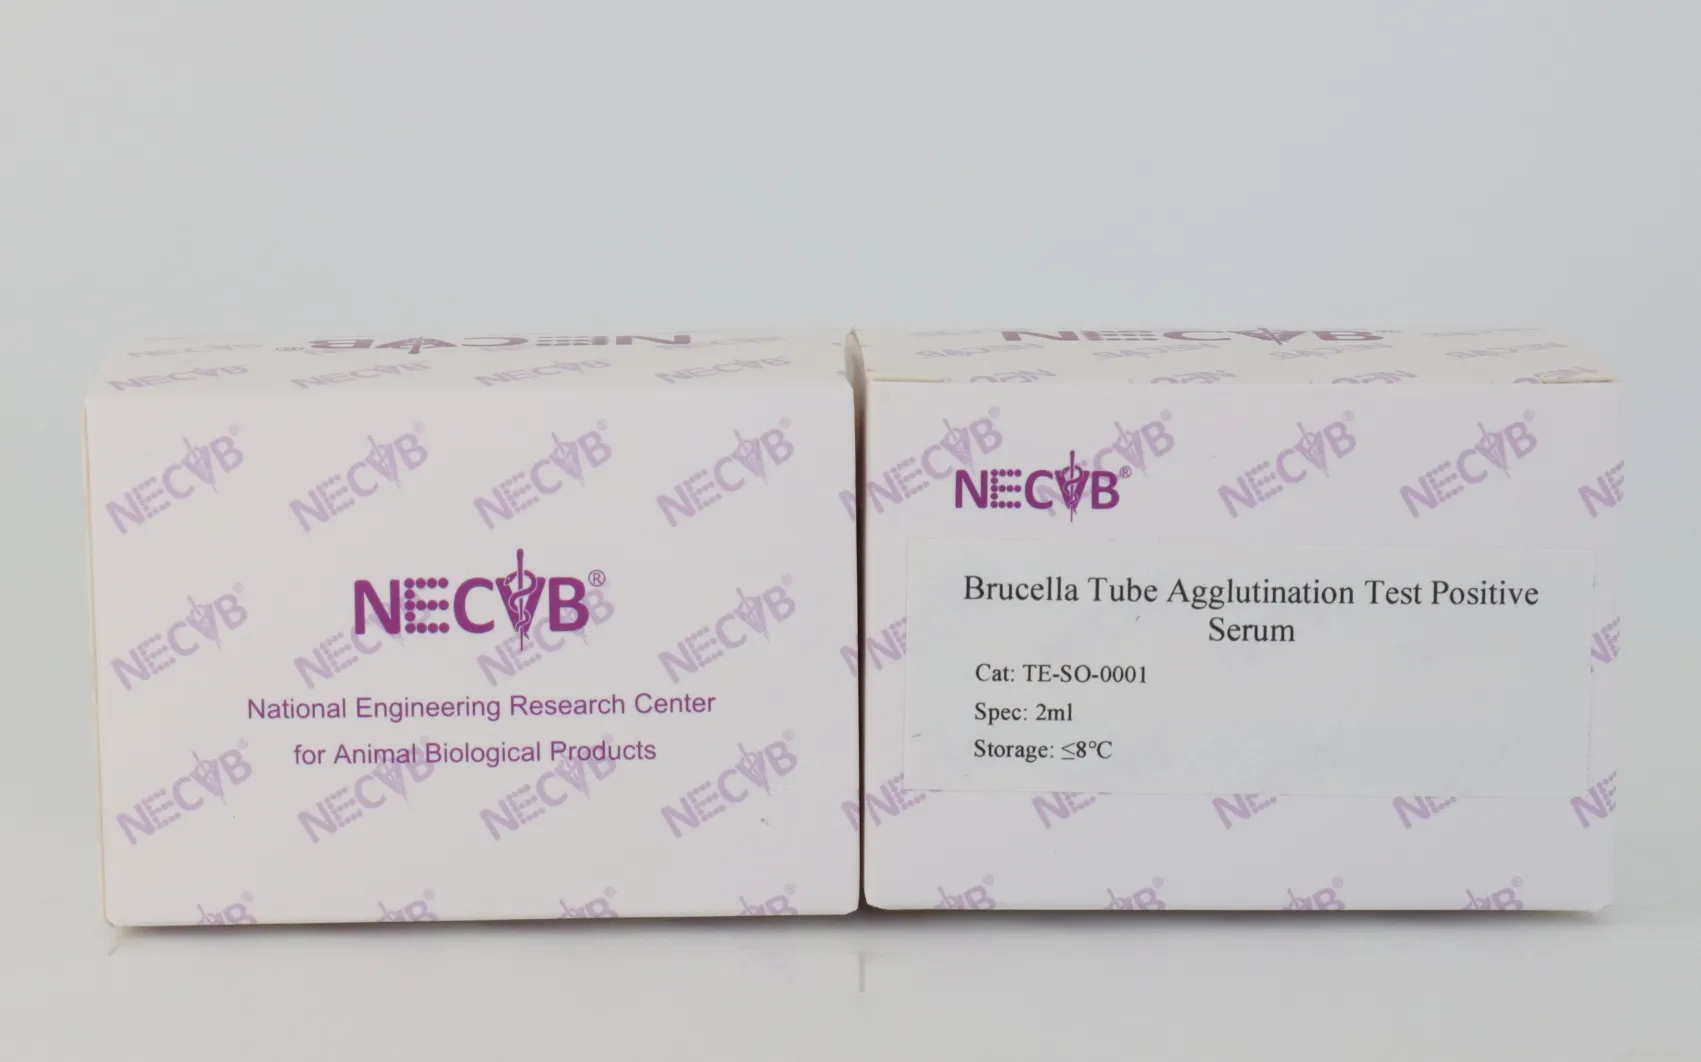 NECVB®
National Engineering Research Center
for Animal Biological Products
NECVB®
Brucella Tube Agglutination Test Positive
Serum
Cat: TE-SO-0001
Spec: 2ml
Storage: ≤8℃